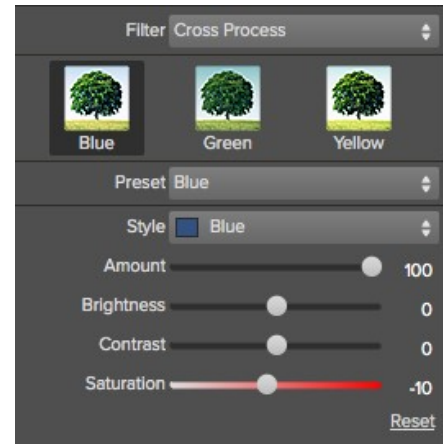 Filter Cross Process
Blue Green Yellow
Preset Blue
Style Blue
Amount 100
Brightness 0
Contrast 0
Saturation -10
Reset